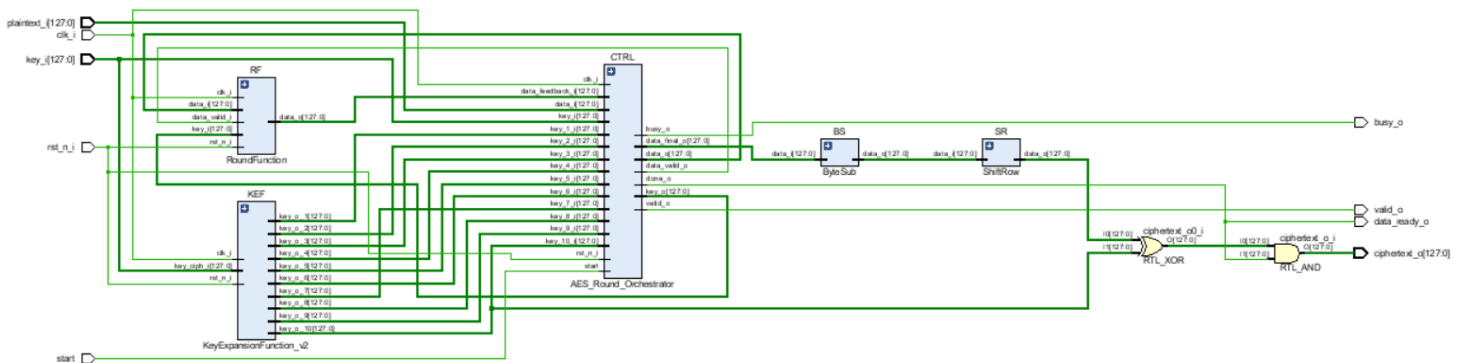 plaintext_i[127:0]
clk_i
key_i[127:0]
rst_n_i
start
RF
clk_i
data_i[127:0]
data_valid_i
key_i[127:0]
rst_n_i
data_o[127:0]
RoundFunction
KEF
clk_i
key_ciph_i[127:0]
rst_n_i
key_o_1[127:0]
key_o_2[127:0]
key_o_3[127:0]
key_o_4[127:0]
key_o_5[127:0]
key_o_6[127:0]
key_o_7[127:0]
key_o_8[127:0]
key_o_9[127:0]
key_o_10[127:0]
KeyExpansionFunction_v2
CTRL
clk_i
data_feedback_i[127:0]
data_i[127:0]
key_i[127:0]
key_1_i[127:0]
key_2_i[127:0]
key_3_i[127:0]
key_4_i[127:0]
key_5_i[127:0]
key_6_i[127:0]
key_7_i[127:0]
key_8_i[127:0]
key_9_i[127:0]
key_10_i[127:0]
rst_n_i
start
busy_o
data_final_o[127:0]
data_o[127:0]
data_valid_o
done_o
key_o[127:0]
valid_o
AES_Round_Orchestrator
BS
data_i[127:0]
data_o[127:0]
ByteSub
SR
data_i[127:0]
data_o[127:0]
ShiftRow
ciphertext_o0_i
I0[127:0]
I1[127:0]
O[127:0]
RTL_XOR
ciphertext_o_i
I0[127:0]
I1[127:0]
O[127:0]
RTL_AND
busy_o
valid_o
data_ready_o
ciphertext_o[127:0]